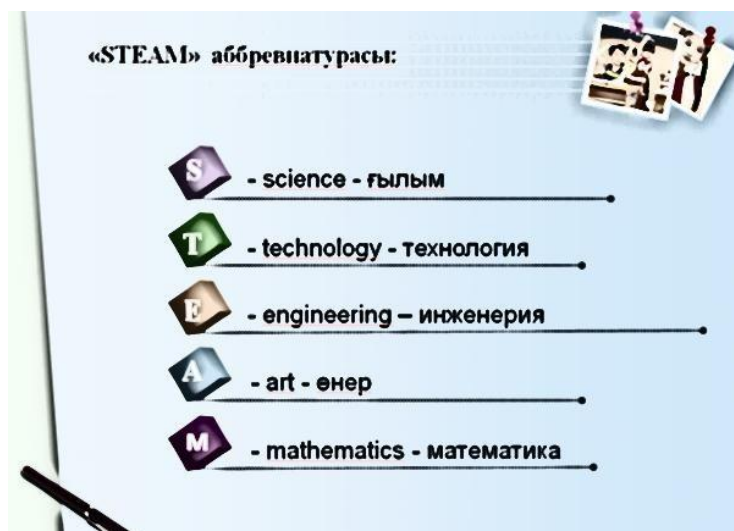 «STEAM» аббревиатурасы:
S - science - ғылым
T - technology - технология
E - engineering – инженерия
A - art - өнер
M - mathematics - математика